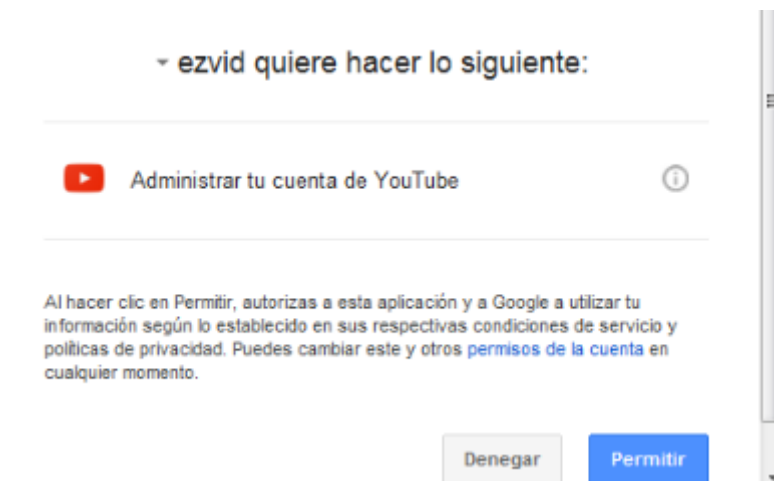 ezvid quiere hacer lo siguiente:
Administrar tu cuenta de YouTube
Al hacer clic en Permitir, autorizas a esta aplicación y a Google a utilizar tu
información según lo establecido en sus respectivas condiciones de servicio y
políticas de privacidad. Puedes cambiar este y otros permisos de la cuenta en
cualquier momento.
Denegar Permitir